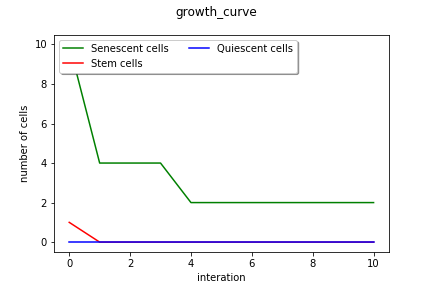 growth_curve
10
8
6
4
2
0
number of cells
Senescent cells
Stem cells
Quiescent cells
0 2 4 6 8 10
interation